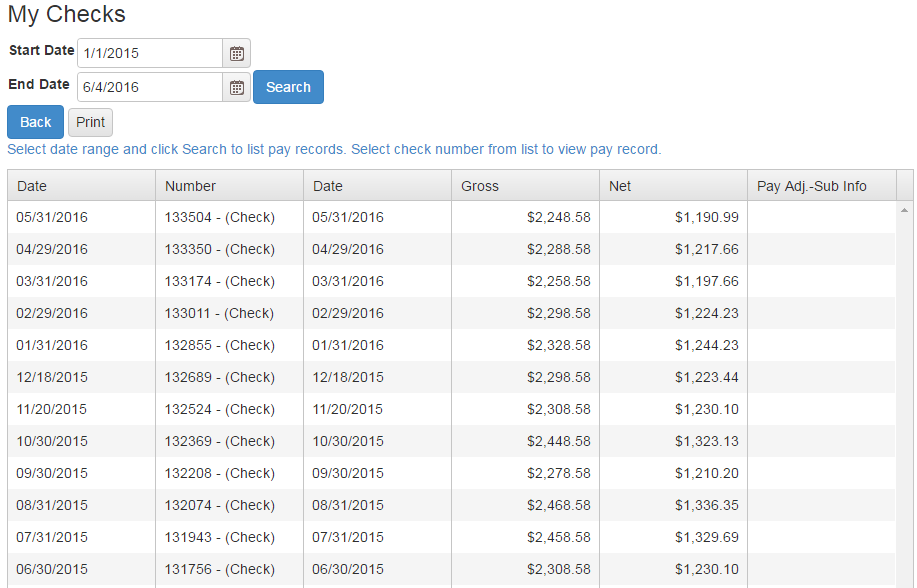 My Checks
Start Date 1/1/2015
End Date 6/4/2016 Search
Back Print
Select date range and click Search to list pay records. Select check number from list to view pay record.
Date Number Date Gross Net Pay Adj.-Sub Info
05/31/2016 133504 - (Check) 05/31/2016 $2,248.58 $1,190.99
04/29/2016 133350 - (Check) 04/29/2016 $2,288.58 $1,217.66
03/31/2016 133174 - (Check) 03/31/2016 $2,258.58 $1,197.66
02/29/2016 133011 - (Check) 02/29/2016 $2,298.58 $1,224.23
01/31/2016 132855 - (Check) 01/31/2016 $2,328.58 $1,244.23
12/18/2015 132689 - (Check) 12/18/2015 $2,298.58 $1,223.44
11/20/2015 132524 - (Check) 11/20/2015 $2,308.58 $1,230.10
10/30/2015 132369 - (Check) 10/30/2015 $2,448.58 $1,323.13
09/30/2015 132208 - (Check) 09/30/2015 $2,278.58 $1,210.20
08/31/2015 132074 - (Check) 08/31/2015 $2,468.58 $1,336.35
07/31/2015 131943 - (Check) 07/31/2015 $2,458.58 $1,329.69
06/30/2015 131756 - (Check) 06/30/2015 $2,308.58 $1,230.10